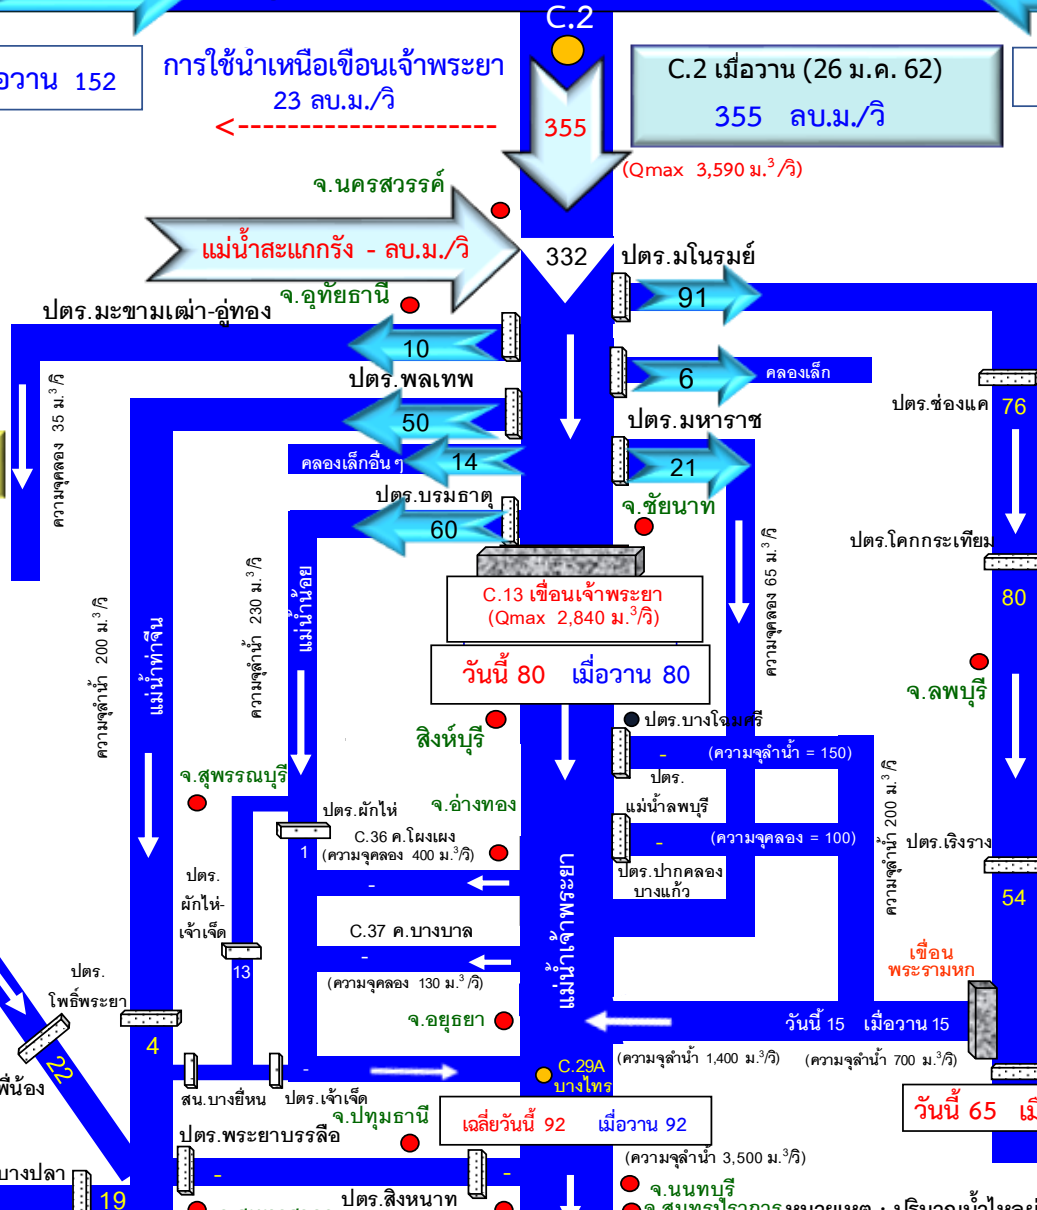 C.2
อวาน 152
การใช้น้ำเหนือเขื่อนเจ้าพระยา
23 ลบ.ม./วิ
C.2 เมื่อวาน (26 ม.ค. 62)
355 ลบ.ม./วิ
355
(Qmax 3,590 ม.³/วิ)
จ.นครสวรรค์
แม่น้ำสะแกกรัง - ลบ.ม./วิ
332
ปตร.มโนรมย์
91
จ.อุทัยธานี
ปตร.มะขามเฒ่า-อู่ทอง
10
6
คลองเล็ก
ปตร.พลเทพ
ปตร.ช่องแค
76
50
ปตร.มหาราช
คลองเล็กอื่น ๆ
14
21
ความจุคลอง 35 ม.³/วิ
ปตร.บรมธาตุ
60
จ.ชัยนาท
ปตร.โคกกระเทียม
80
C.13 เขื่อนเจ้าพระยา
(Qmax 2,840 ม.³/วิ)
วันนี้ 80 เมื่อวาน 80
ความจุลำน้ำ 200 ม.³/วิ
แม่น้ำท่าจีน
ความจุลำน้ำ 230 ม.³/วิ
แม่น้ำน้อย
ความจุคลอง 65 ม.³/วิ
จ.ลพบุรี
สิงห์บุรี
ปตร.บางโฉมศรี
- (ความจุลำน้ำ = 150)
จ.สุพรรณบุรี
ปตร.
แม่น้ำลพบุรี
จ.อ่างทอง
ปตร.ผักไห่
C.36 ค.โผงเผง
(ความจุคลอง 400 ม.³/วิ)
1
- (ความจุคลอง = 100)
ความจุลำน้ำ 200 ม.³/วิ
ปตร.เริงราง
54
ปตร.
ผักไห่-
เจ้าเจ็ด
-
ปตร.ปากคลอง
บางแก้ว
แม่น้ำเจ้าพระยา
C.37 ค.บางบาล
-
(ความจุคลอง 130 ม.³/วิ)
13
เขื่อน
พระรามหก
ปตร.
โพธิ์พระยา
4
จ.อยุธยา
วันนี้ 15 เมื่อวาน 15
(ความจุลำน้ำ 1,400 ม.³/วิ)
(ความจุลำน้ำ 700 ม.³/วิ)
22
พี่น้อง
-
C.29A
บางไทร
สน.บางยี่หน
ปตร.เจ้าเจ็ด
จ.ปทุมธานี
เฉลี่ยวันนี้ 92 เมื่อวาน 92
วันนี้ 65
ปตร.พระยาบรรลือ
(ความจุลำน้ำ 3,500 ม.³/วิ)
บางปลา
-
-
19
ปตร.สิงหนาท
จ.นนทบุรี
จ.สมุทรปราการ